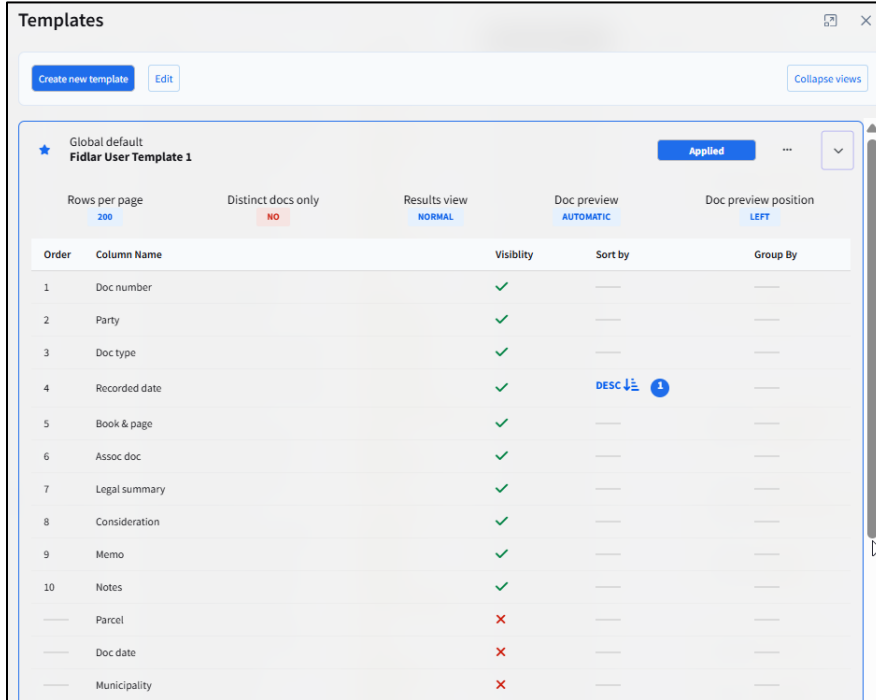 Templates
Create new template Edit Collapse views
Global default
Fidlar User Template 1
Applied ...
Rows per page Distinct docs only Results view Doc preview Doc preview position
200 NO NORMAL AUTOMATIC LEFT
Order Column Name Visiblity Sort by Group By
1 Doc number
2 Party
3 Doc type
4 Recorded date DESC 1
5 Book & page
6 Assoc doc
7 Legal summary
8 Consideration
9 Memo
10 Notes
Parcel
Doc date
Municipality